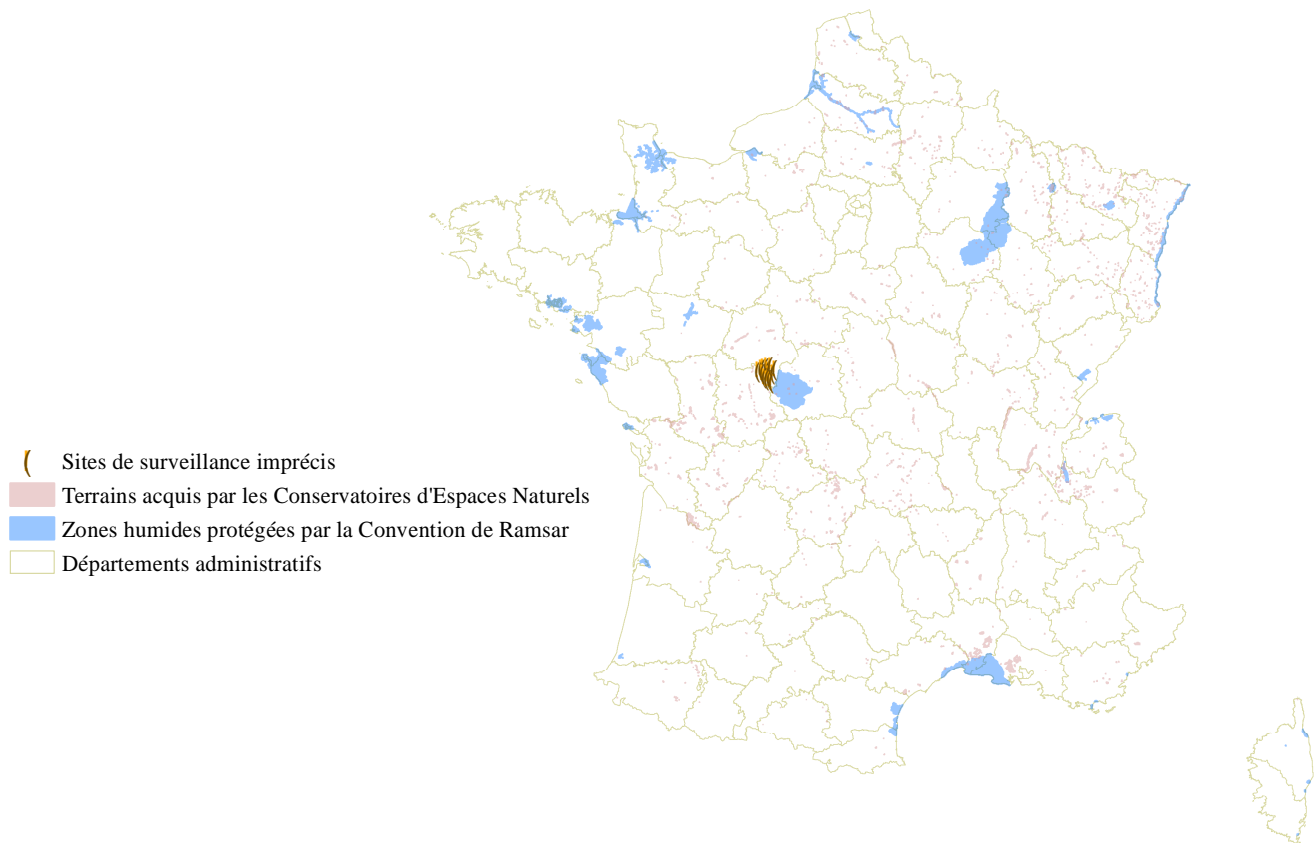 Sites de surveillance imprécis
Terrains acquis par les Conservatoires d'Espaces Naturels
Zones humides protégées par la Convention de Ramsar
Départements administratifs